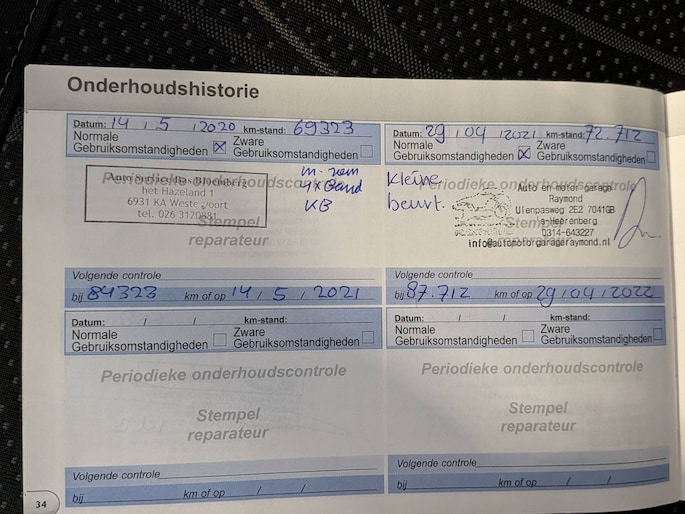 Onderhoudshistorie
Datum: 14 / 5 / 2020 km-stand: 69323
Normale Gebruiksomstandigheden Zware Gebruiksomstandigheden
Periodieke onderhoudscontrole
Auto Service Bas Bloemberg
het Hazeland 1
6931 KA Westervoort
tel. 026 3120881
4 x Band
KB
Stempel
reparateur
Volgende controle
bij 84323 km of op 14 / 5 / 2021
Datum: 29 / 04 / 2021 km-stand: 72.712
Normale Gebruiksomstandigheden Zware Gebruiksomstandigheden
Periodieke onderhoudscontrole
kleine
beurt.
Auto en motor garage
Raymond
Ulenpasweg 2E2 7041GB
s-Heerenberg
0314-643227
info@automotorgarageraymond.nl
Stempel
Volgende controle
bij 87.712 km of op 29 / 04 / 2022
Datum: / / km-stand:
Normale Gebruiksomstandigheden Zware Gebruiksomstandigheden
Periodieke onderhoudscontrole
Stempel
reparateur
Volgende controle
bij km of op / /
Datum: / / km-stand:
Normale Gebruiksomstandigheden Zware Gebruiksomstandigheden
Periodieke onderhoudscontrole
Stempel
reparateur
Volgende controle
bij km of op / /
34